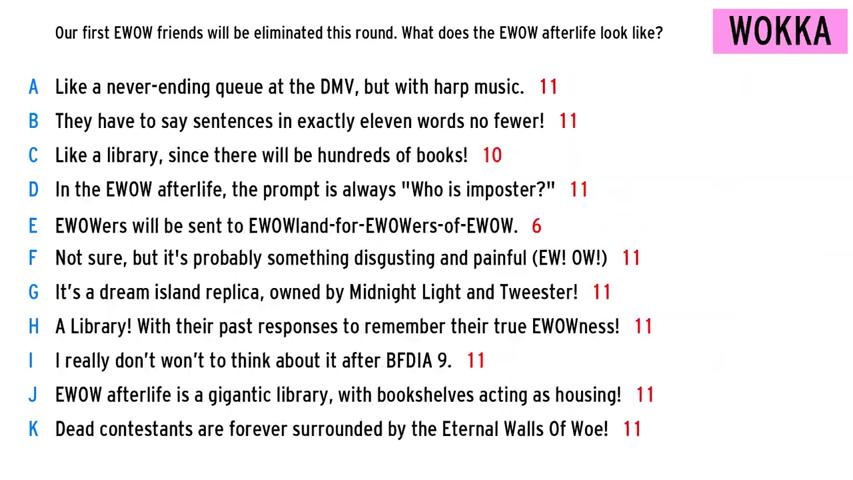 Our first EWOW friends will be eliminated this round. What does the EWOW afterlife look like?
WOKKA
A Like a never-ending queue at the DMV, but with harp music. 11
B They have to say sentences in exactly eleven words no fewer! 11
C Like a library, since there will be hundreds of books! 10
D In the EWOW afterlife, the prompt is always "Who is imposter?" 11
E EWOWers will be sent to EWOWland-for-EWOWers-of-EWOW. 6
F Not sure, but it's probably something disgusting and painful (EW! OW!) 11
G It’s a dream island replica, owned by Midnight Light and Tweester! 11
H A Library! With their past responses to remember their true EWOWness! 11
I I really don’t won’t to think about it after BFDIA 9. 11
J EWOW afterlife is a gigantic library, with bookshelves acting as housing! 11
K Dead contestants are forever surrounded by the Eternal Walls Of Woe! 11